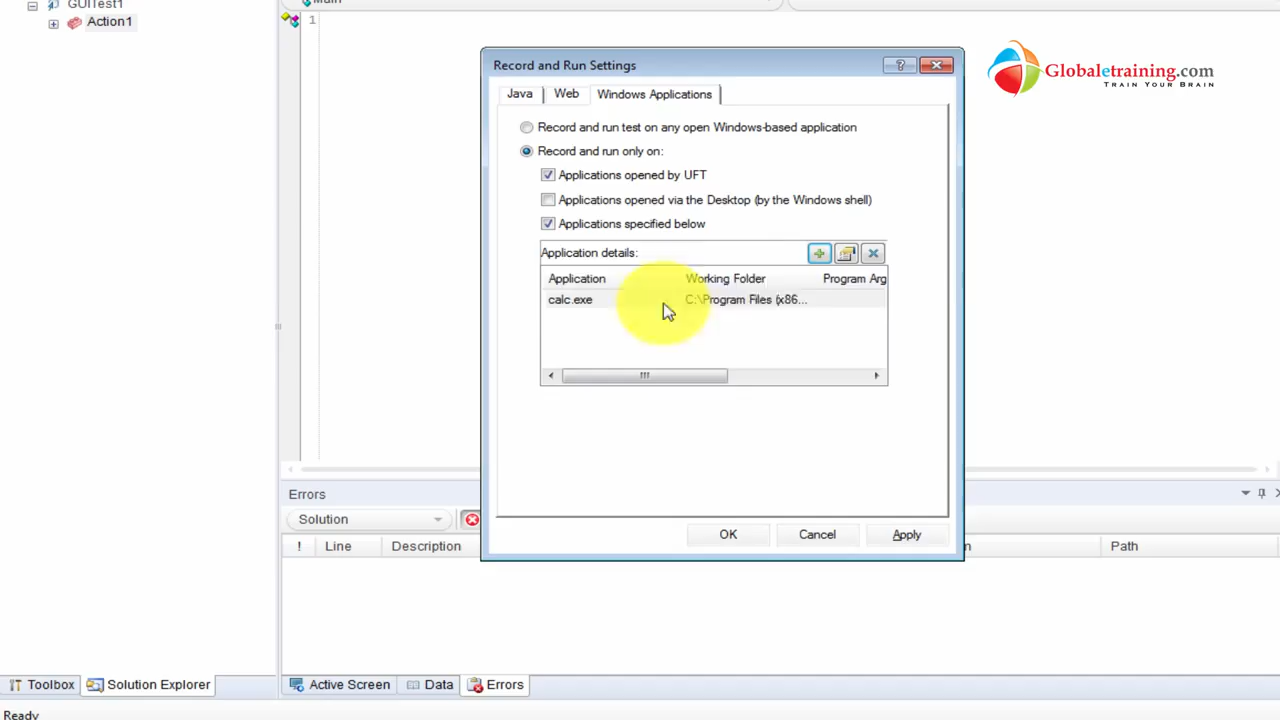 GUITest1
Action1
Main
1
Record and Run Settings
?
Globaletraining.com
TRAIN YOUR BRAIN
Java
Web
Windows Applications
Record and run test on any open Windows-based application
Record and run only on:
Applications opened by UFT
Applications opened via the Desktop (by the Windows shell)
Applications specified below
Application details:
Application
Working Folder
Program Arg
calc.exe
C:\Program Files (x86...
OK
Cancel
Apply
Errors
Solution
!
Line
Description
Path
Toolbox
Solution Explorer
Active Screen
Data
Errors
Ready